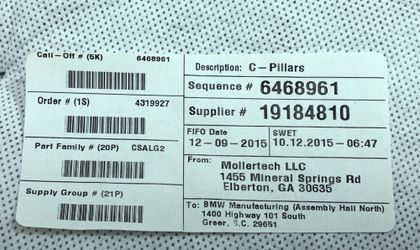 Call-Off # (5K) 6468961
Order # (1S) 4319927
Part Family # (20P) CSALG2
Supply Group # (21P)
Description: C-Pillars
Sequence # 6468961
Supplier # 19184810
FIFO Date SWET
12-09-2015 10.12.2015-06:47
From: Mollertech LLC
1455 Mineral Springs Rd
Elberton, GA 30635
To: BMW Manufacturing (Assembly Hall North)
1400 Highway 101 South
Greer, S.C. 29651